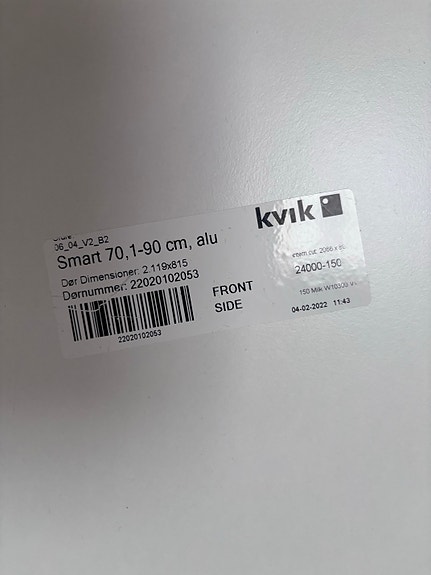 06_04_V2_B2
Smart 70,1-90 cm, alu
Dør Dimensioner: 2.119x815
Dørnummer: 22020102053
22020102053
FRONT
SIDE
kvik
24000-150
04-02-2022 11:43